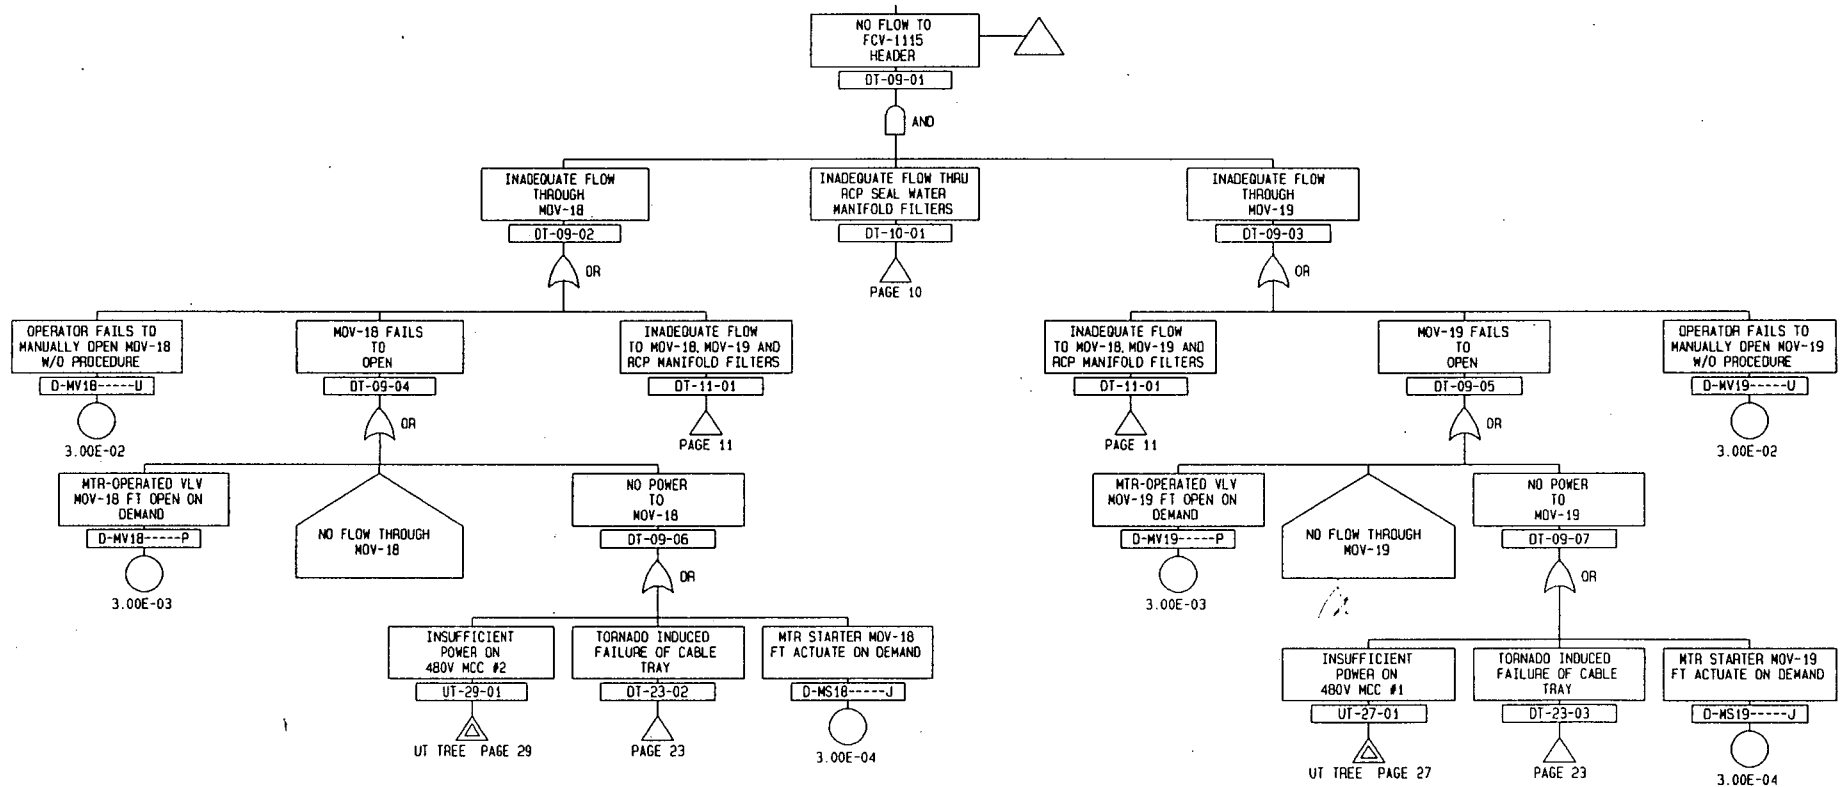 NO FLOW TO
FCV-1115
HEADER
DT-09-01
AND
INADEQUATE FLOW
THROUGH
MOV-18
DT-09-02
OR
INADEQUATE FLOW THRU
RCP SEAL WATER
MANIFOLD FILTERS
DT-10-01
PAGE 10
INADEQUATE FLOW
THROUGH
MOV-19
DT-09-03
OR
OPERATOR FAILS TO
MANUALLY OPEN MOV-18
W/O PROCEDURE
D-MV18-----U
3.00E-02
MOV-18 FAILS
TO
OPEN
DT-09-04
OR
INADEQUATE FLOW
TO MOV-18, MOV-19 AND
RCP MANIFOLD FILTERS
DT-11-01
PAGE 11
INADEQUATE FLOW
TO MOV-18, MOV-19 AND
RCP MANIFOLD FILTERS
DT-11-01
PAGE 11
MOV-19 FAILS
TO
OPEN
DT-09-05
OR
OPERATOR FAILS TO
MANUALLY OPEN MOV-19
W/O PROCEDURE
D-MV19-----U
3.00E-02
MTR-OPERATED VLV
MOV-18 FT OPEN ON
DEMAND
D-MV18-----P
3.00E-03
NO FLOW THROUGH
MOV-18
NO POWER
TO
MOV-18
DT-09-06
OR
MTR-OPERATED VLV
MOV-19 FT OPEN ON
DEMAND
D-MV19-----P
3.00E-03
NO FLOW THROUGH
MOV-19
NO POWER
TO
MOV-19
DT-09-07
OR
INSUFFICIENT
POWER ON
480V MCC #2
UT-29-01
UT TREE PAGE 29
TORNADO INDUCED
FAILURE OF CABLE
TRAY
DT-23-02
PAGE 23
MTR STARTER MOV-18
FT ACTUATE ON DEMAND
D-MS18-----J
3.00E-04
INSUFFICIENT
POWER ON
480V MCC #1
UT-27-01
UT TREE PAGE 27
TORNADO INDUCED
FAILURE OF CABLE
TRAY
DT-23-03
PAGE 23
MTR STARTER MOV-19
FT ACTUATE ON DEMAND
D-MS19-----J
3.00E-04